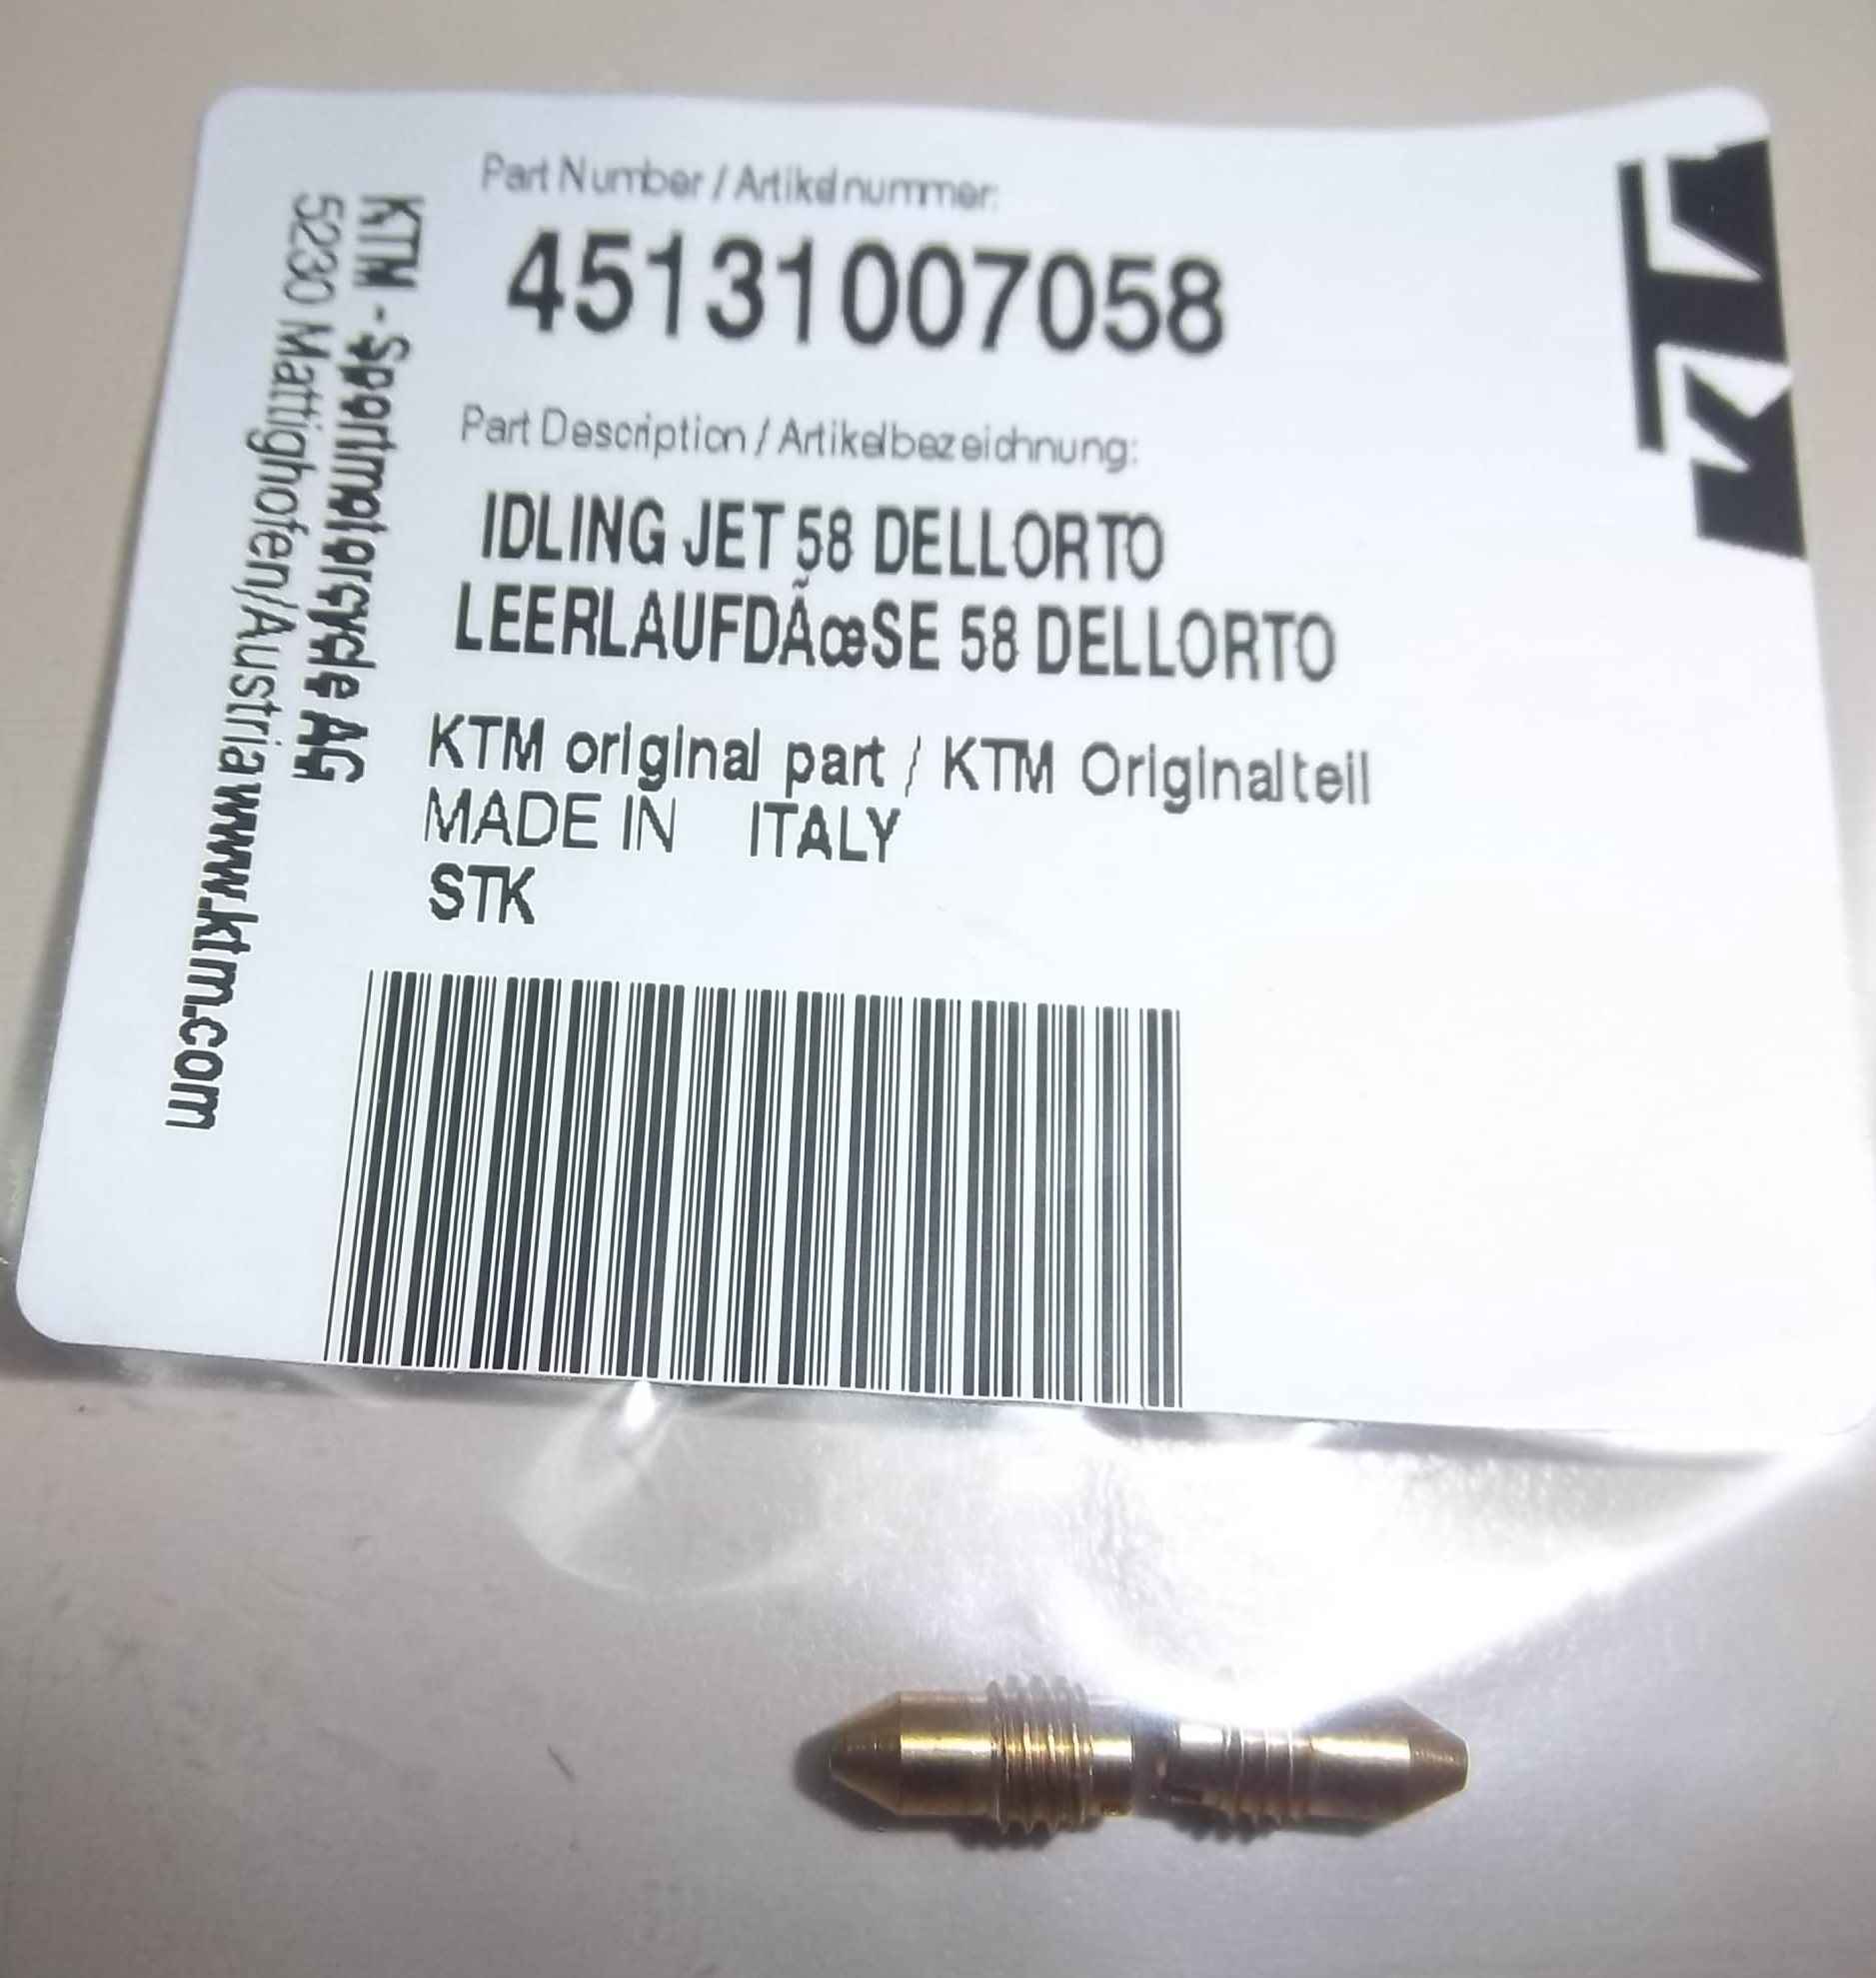 Part Number / Artikelnummer:
45131007058
Part Description / Artikelbezeichnung:
IDLING JET 58 DELLORTO
LEERLAUFDÃœSE 58 DELLORTO
KTM original part / KTM Originalteil
MADE IN ITALY
STK
KTM - Sportmotorcycle AG
5230 Mattighofen/Austria
www.ktm.com
KTM